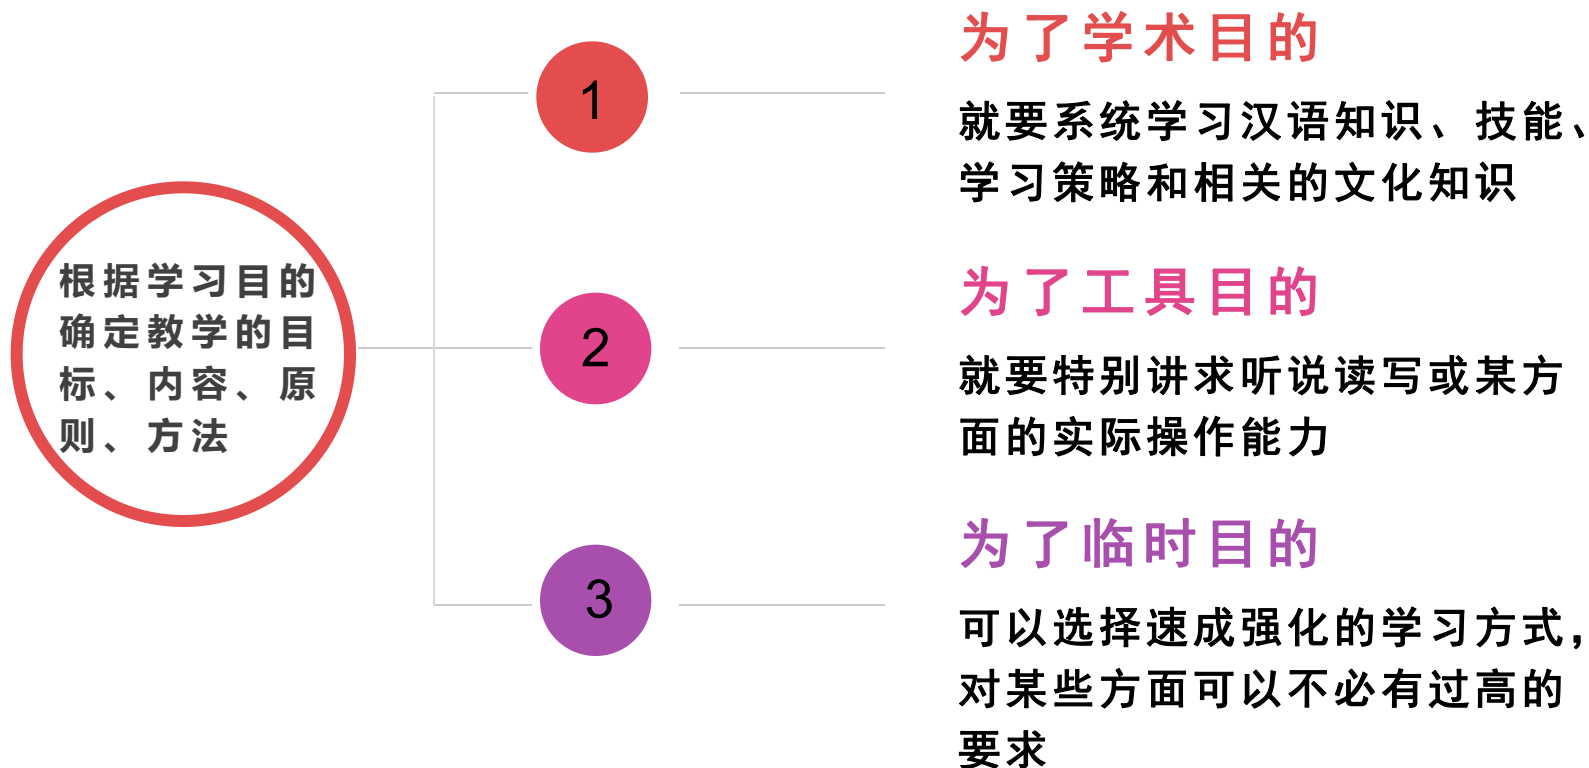 根据学习目的
确定教学的目
标、内容、原
则、方法
1
为了学术目的
就要系统学习汉语知识、技能、
学习策略和相关的文化知识
2
为了工具目的
就要特别讲求听说读写或某方
面的实际操作能力
3
为了临时目的
可以选择速成强化的学习方式，
对某些方面可以不必有过高的
要求